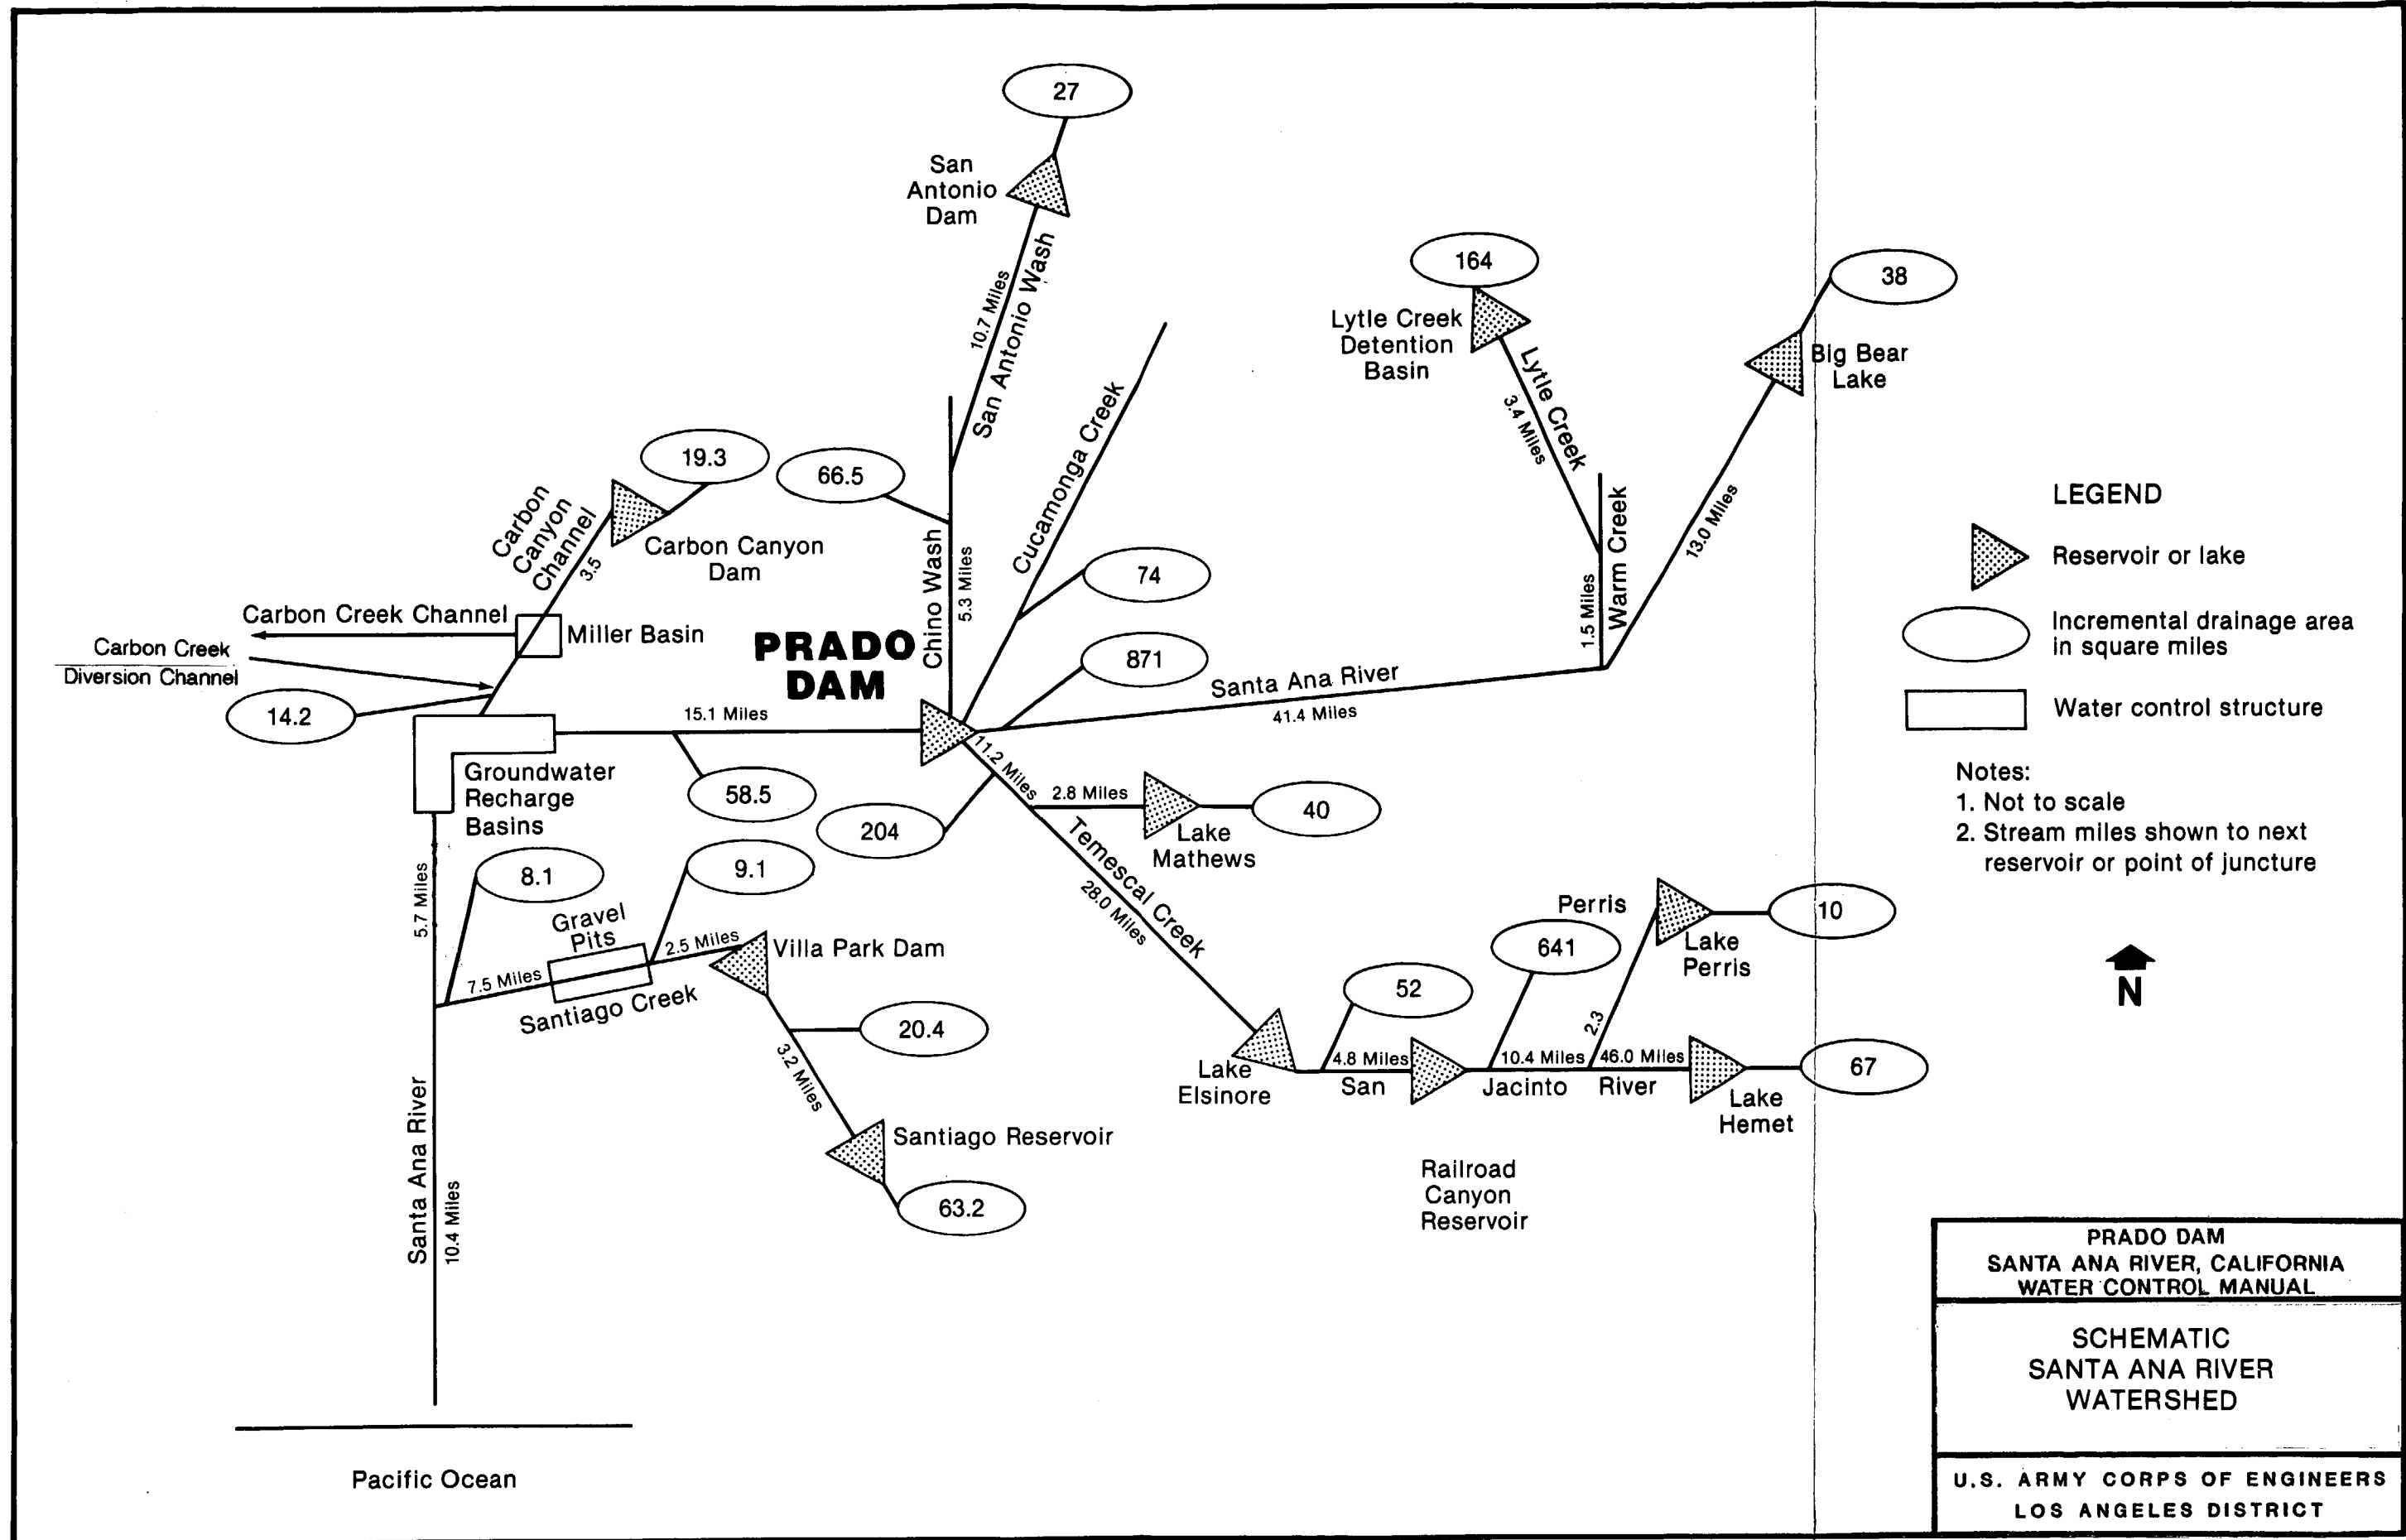 27
San
Antonio
Dam
10.7 Miles
San Antonio Wash
164
Lytle Creek
Detention
Basin
Lytle Creek
3.4 Miles
38
Big Bear
Lake
13.0 Miles
Warm Creek
1.5 Miles
Cucamonga Creek
74
871
Santa Ana River
41.4 Miles
66.5
Chino Wash
5.3 Miles
19.3
Carbon
Canyon
Channel
3.5
Carbon Canyon
Dam
Carbon Creek Channel
Miller Basin
Carbon Creek
Diversion Channel
14.2
PRADO
DAM
15.1 Miles
58.5
Groundwater
Recharge
Basins
204
11.2 Miles
2.8 Miles
40
Lake
Mathews
Temescal Creek
28.0 Miles
5.7 Miles
8.1
9.1
Gravel
Pits
2.5 Miles
Villa Park Dam
7.5 Miles
Santiago Creek
20.4
3.2 Miles
Santiago Reservoir
63.2
Santa Ana River
10.4 Miles
Pacific Ocean
Lake
Elsinore
52
4.8 Miles
San
641
10.4 Miles
Jacinto
Perris
2.3
10
Lake
Perris
46.0 Miles
River
67
Lake
Hemet
Railroad
Canyon
Reservoir
LEGEND
Reservoir or lake
Incremental drainage area
in square miles
Water control structure
Notes:
1. Not to scale
2. Stream miles shown to next
reservoir or point of juncture
N
PRADO DAM
SANTA ANA RIVER, CALIFORNIA
WATER CONTROL MANUAL
SCHEMATIC
SANTA ANA RIVER
WATERSHED
U.S. ARMY CORPS OF ENGINEERS
LOS ANGELES DISTRICT